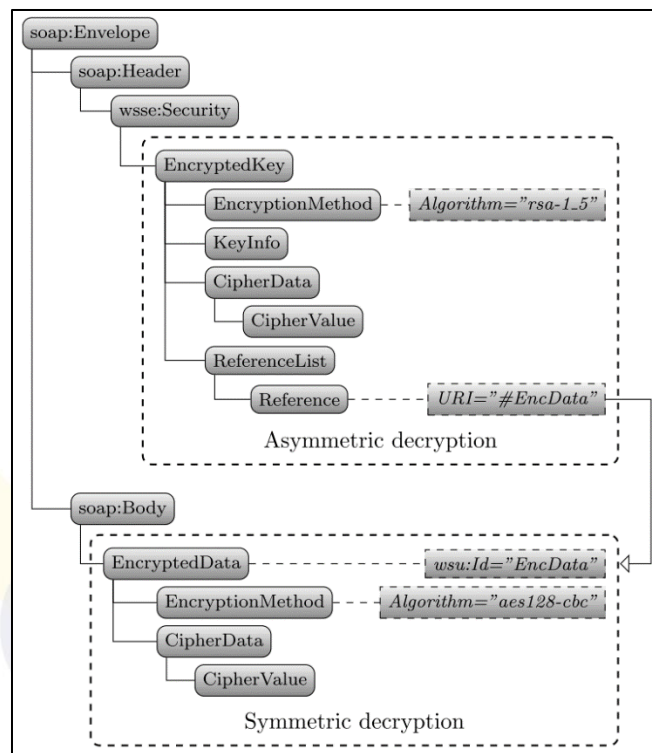 soap:Envelope
soap:Header
wsse:Security
EncryptedKey
EncryptionMethod Algorithm="rsa-1_5"
KeyInfo
CipherData
CipherValue
ReferenceList
Reference URI="#EncData"
Asymmetric decryption
soap:Body
EncryptedData wsu:Id="EncData"
EncryptionMethod Algorithm="aes128-cbc"
CipherData
CipherValue
Symmetric decryption